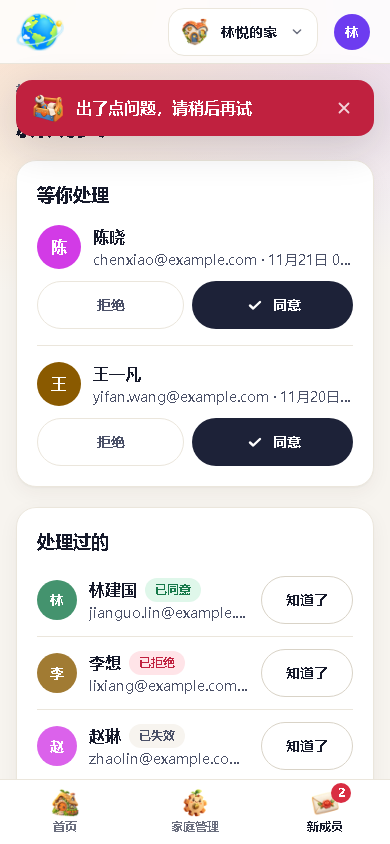 林悦的家
林
出了点问题，请稍后再试
等你处理
陈
陈晓
chenxiao@example.com · 11月21日 0...
拒绝
同意
王
王一凡
yifan.wang@example.com · 11月20日...
拒绝
同意
处理过的
林
林建国 已同意
jianguo.lin@example....
知道了
李
李想 已拒绝
lixiang@example.com...
知道了
赵
赵琳 已失效
zhaolin@example.co...
知道了
首页
家庭管理
2
新成员